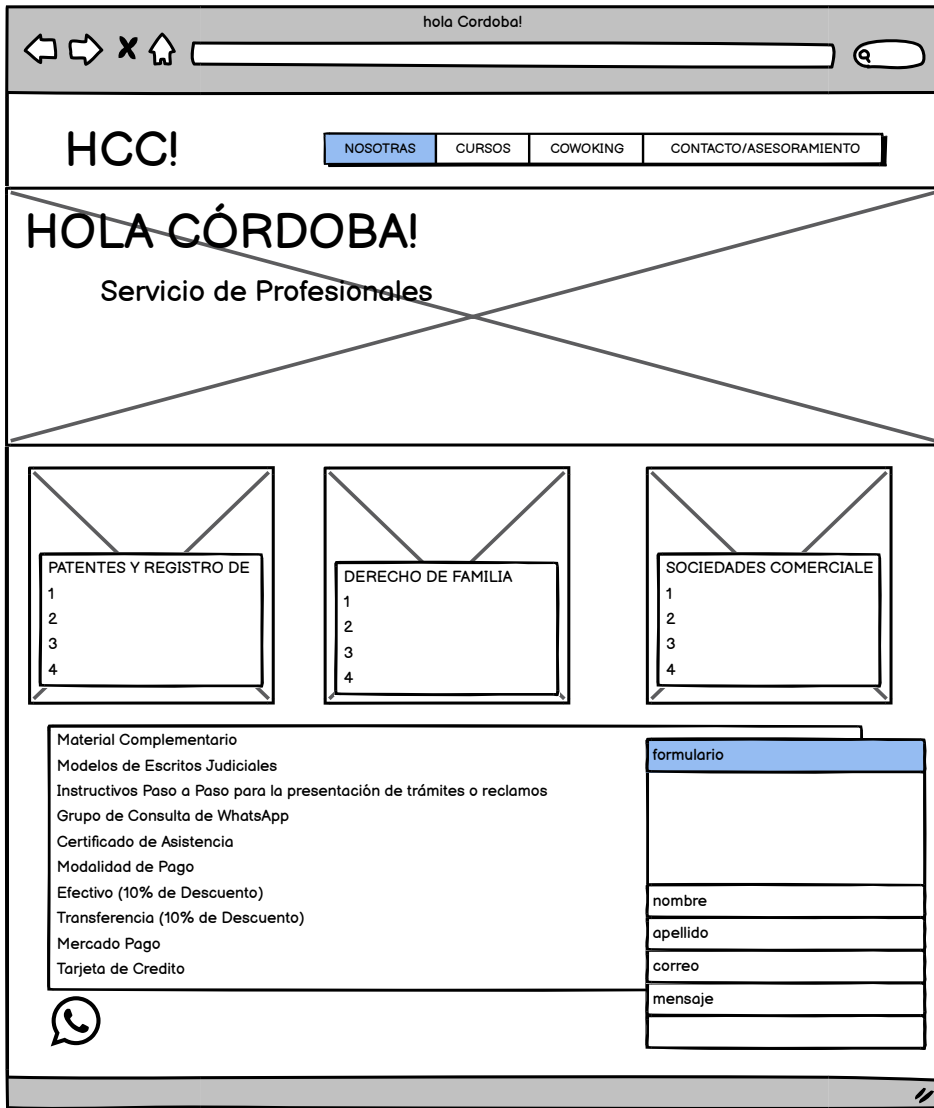 hola Cordoba!
HCC!
NOSOTRAS
CURSOS
COWOKING
CONTACTO/ASESORAMIENTO
HOLA CÓRDOBA!
Servicio de Profesionales
PATENTES Y REGISTRO DE
1
2
3
4
DERECHO DE FAMILIA
1
2
3
4
SOCIEDADES COMERCIALE
1
2
3
4
Material Complementario
Modelos de Escritos Judiciales
Instructivos Paso a Paso para la presentación de trámites o reclamos
Grupo de Consulta de WhatsApp
Certificado de Asistencia
Modalidad de Pago
Efectivo (10% de Descuento)
Transferencia (10% de Descuento)
Mercado Pago
Tarjeta de Credito
formulario
nombre
apellido
correo
mensaje